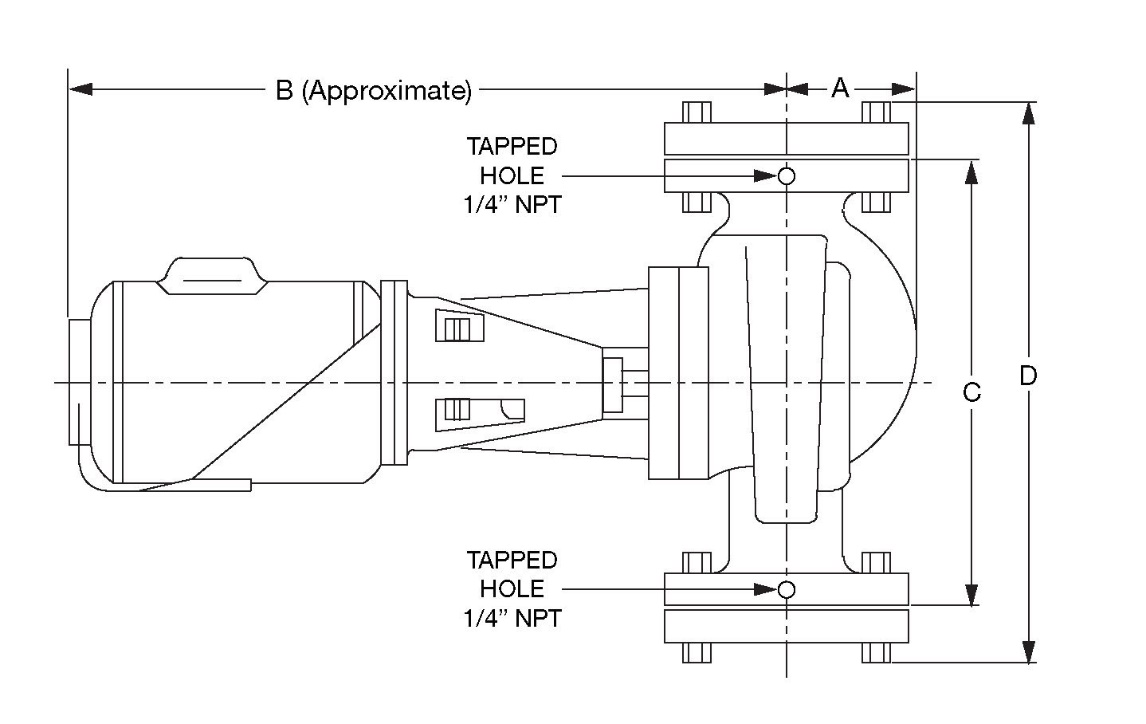 B (Approximate)
A
TAPPED
HOLE
1/4” NPT
D
C
TAPPED
HOLE
1/4” NPT